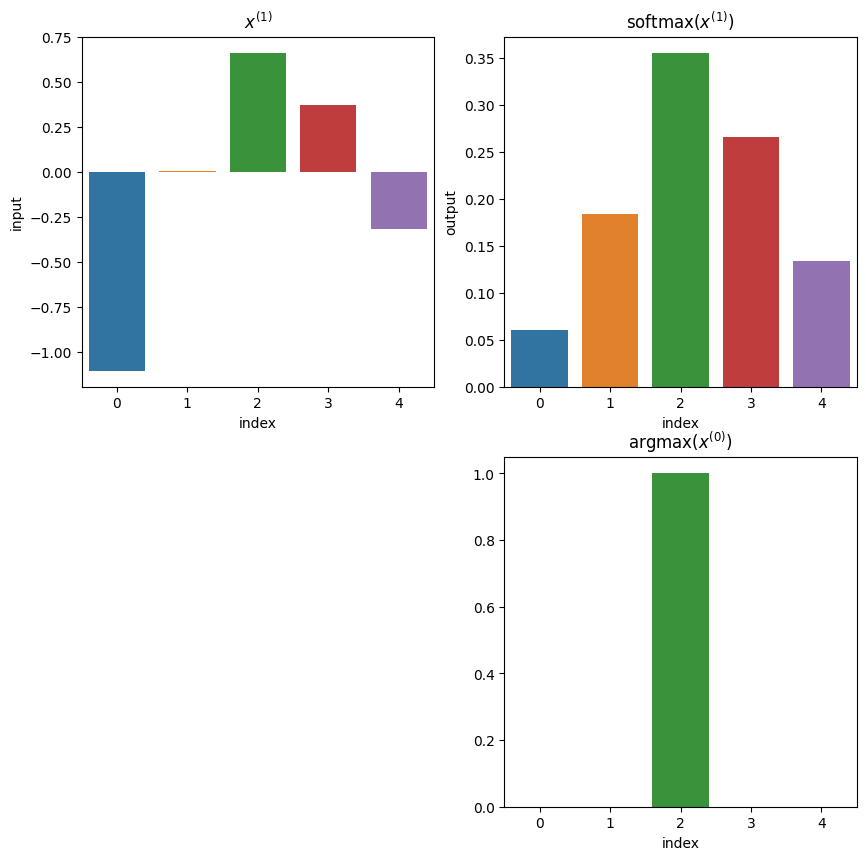 x^(1)
0.75
0.50
0.25
0.00
−0.25
−0.50
−0.75
−1.00
input
0 1 2 3 4
index
softmax(x^(1))
0.35
0.30
0.25
0.20
0.15
0.10
0.05
0.00
output
0 1 2 3 4
index
argmax(x^(0))
1.0
0.8
0.6
0.4
0.2
0.0
0 1 2 3 4
index